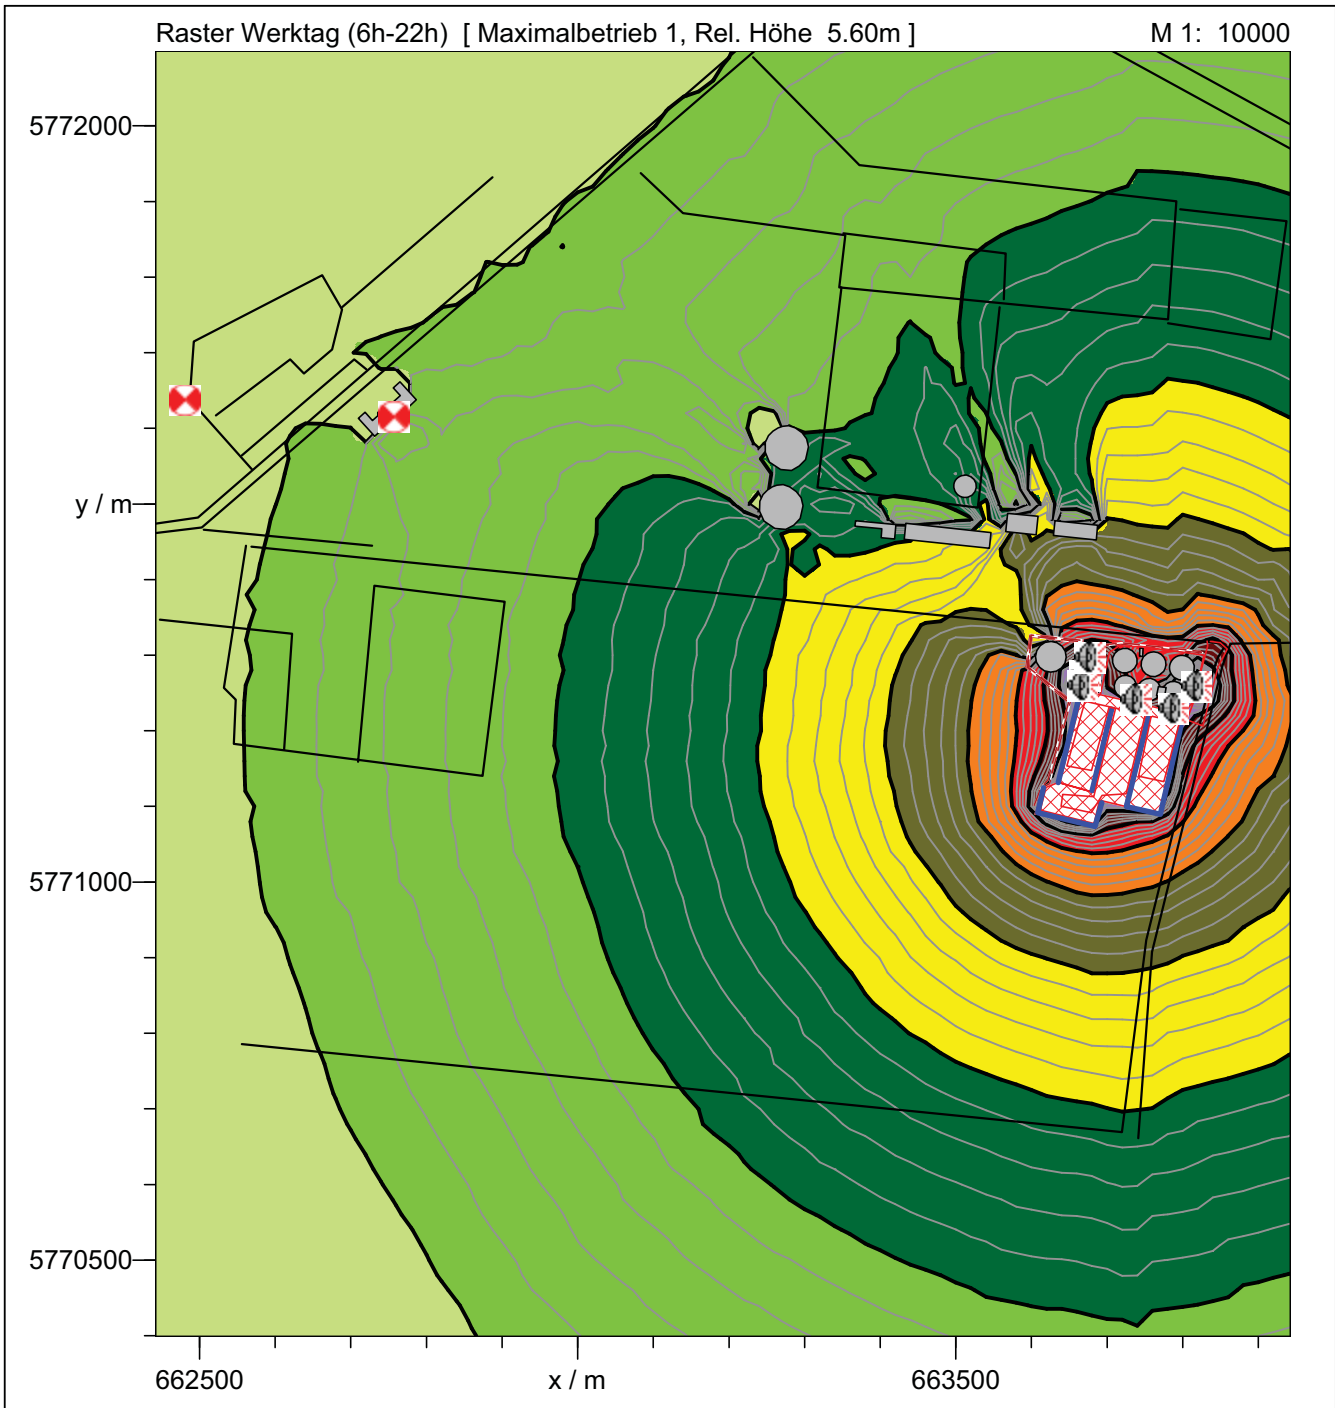 Raster Werktag (6h-22h)  [ Maximalbetrieb 1, Rel. Höhe  5.60m ]
M 1:  10000
5772000
y / m
5771000
5770500
662500
x / m
663500